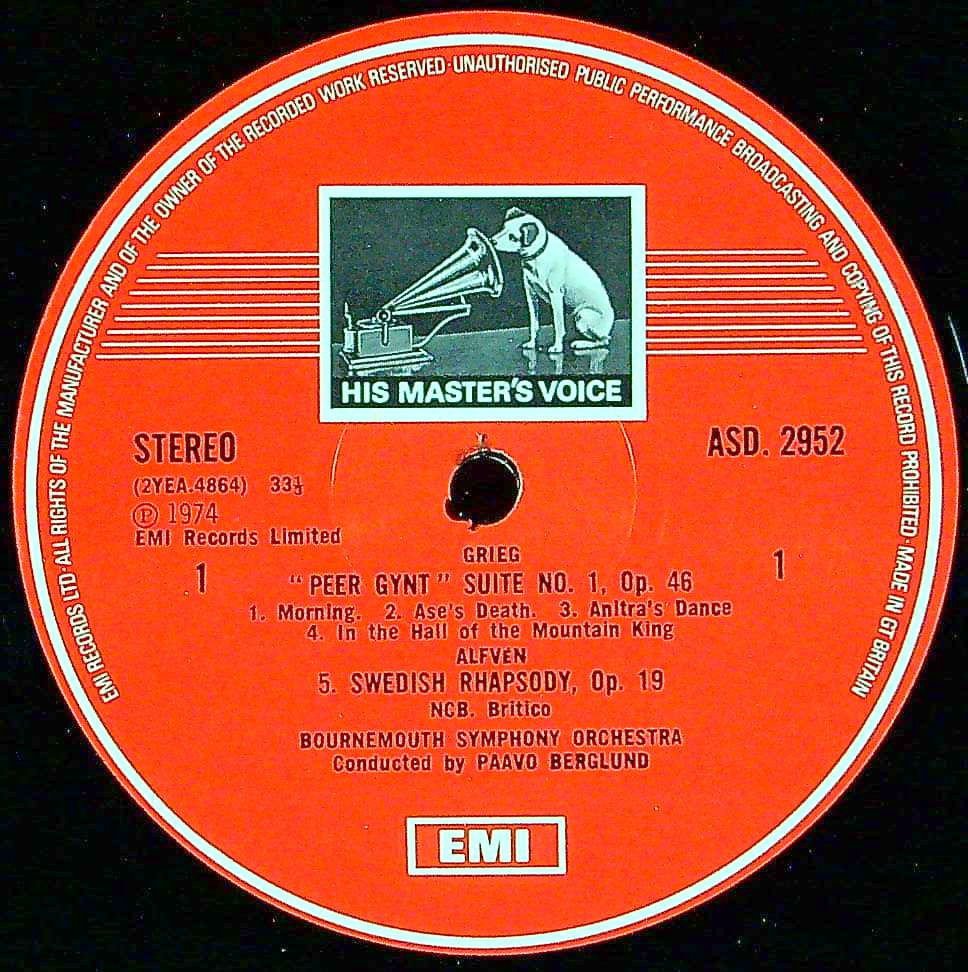 EMI RECORDS LTD · ALL RIGHTS OF THE MANUFACTURER AND OF THE OWNER OF THE RECORDED WORK RESERVED · UNAUTHORISED PUBLIC PERFORMANCE BROADCASTING AND COPYING OF THIS RECORD PROHIBITED · MADE IN GT BRITAIN
HIS MASTER'S VOICE
STEREO
ASD. 2952
(2YEA.4864) 33⅓
Ⓟ 1974
EMI Records Limited
1
1
GRIEG
"PEER GYNT" SUITE NO. 1, Op. 46
1. Morning. 2. Ase's Death. 3. Anitra's Dance
4. In the Hall of the Mountain King
ALFVÉN
5. SWEDISH RHAPSODY, Op. 19
NCB. Britico
BOURNEMOUTH SYMPHONY ORCHESTRA
Conducted by PAAVO BERGLUND
EMI